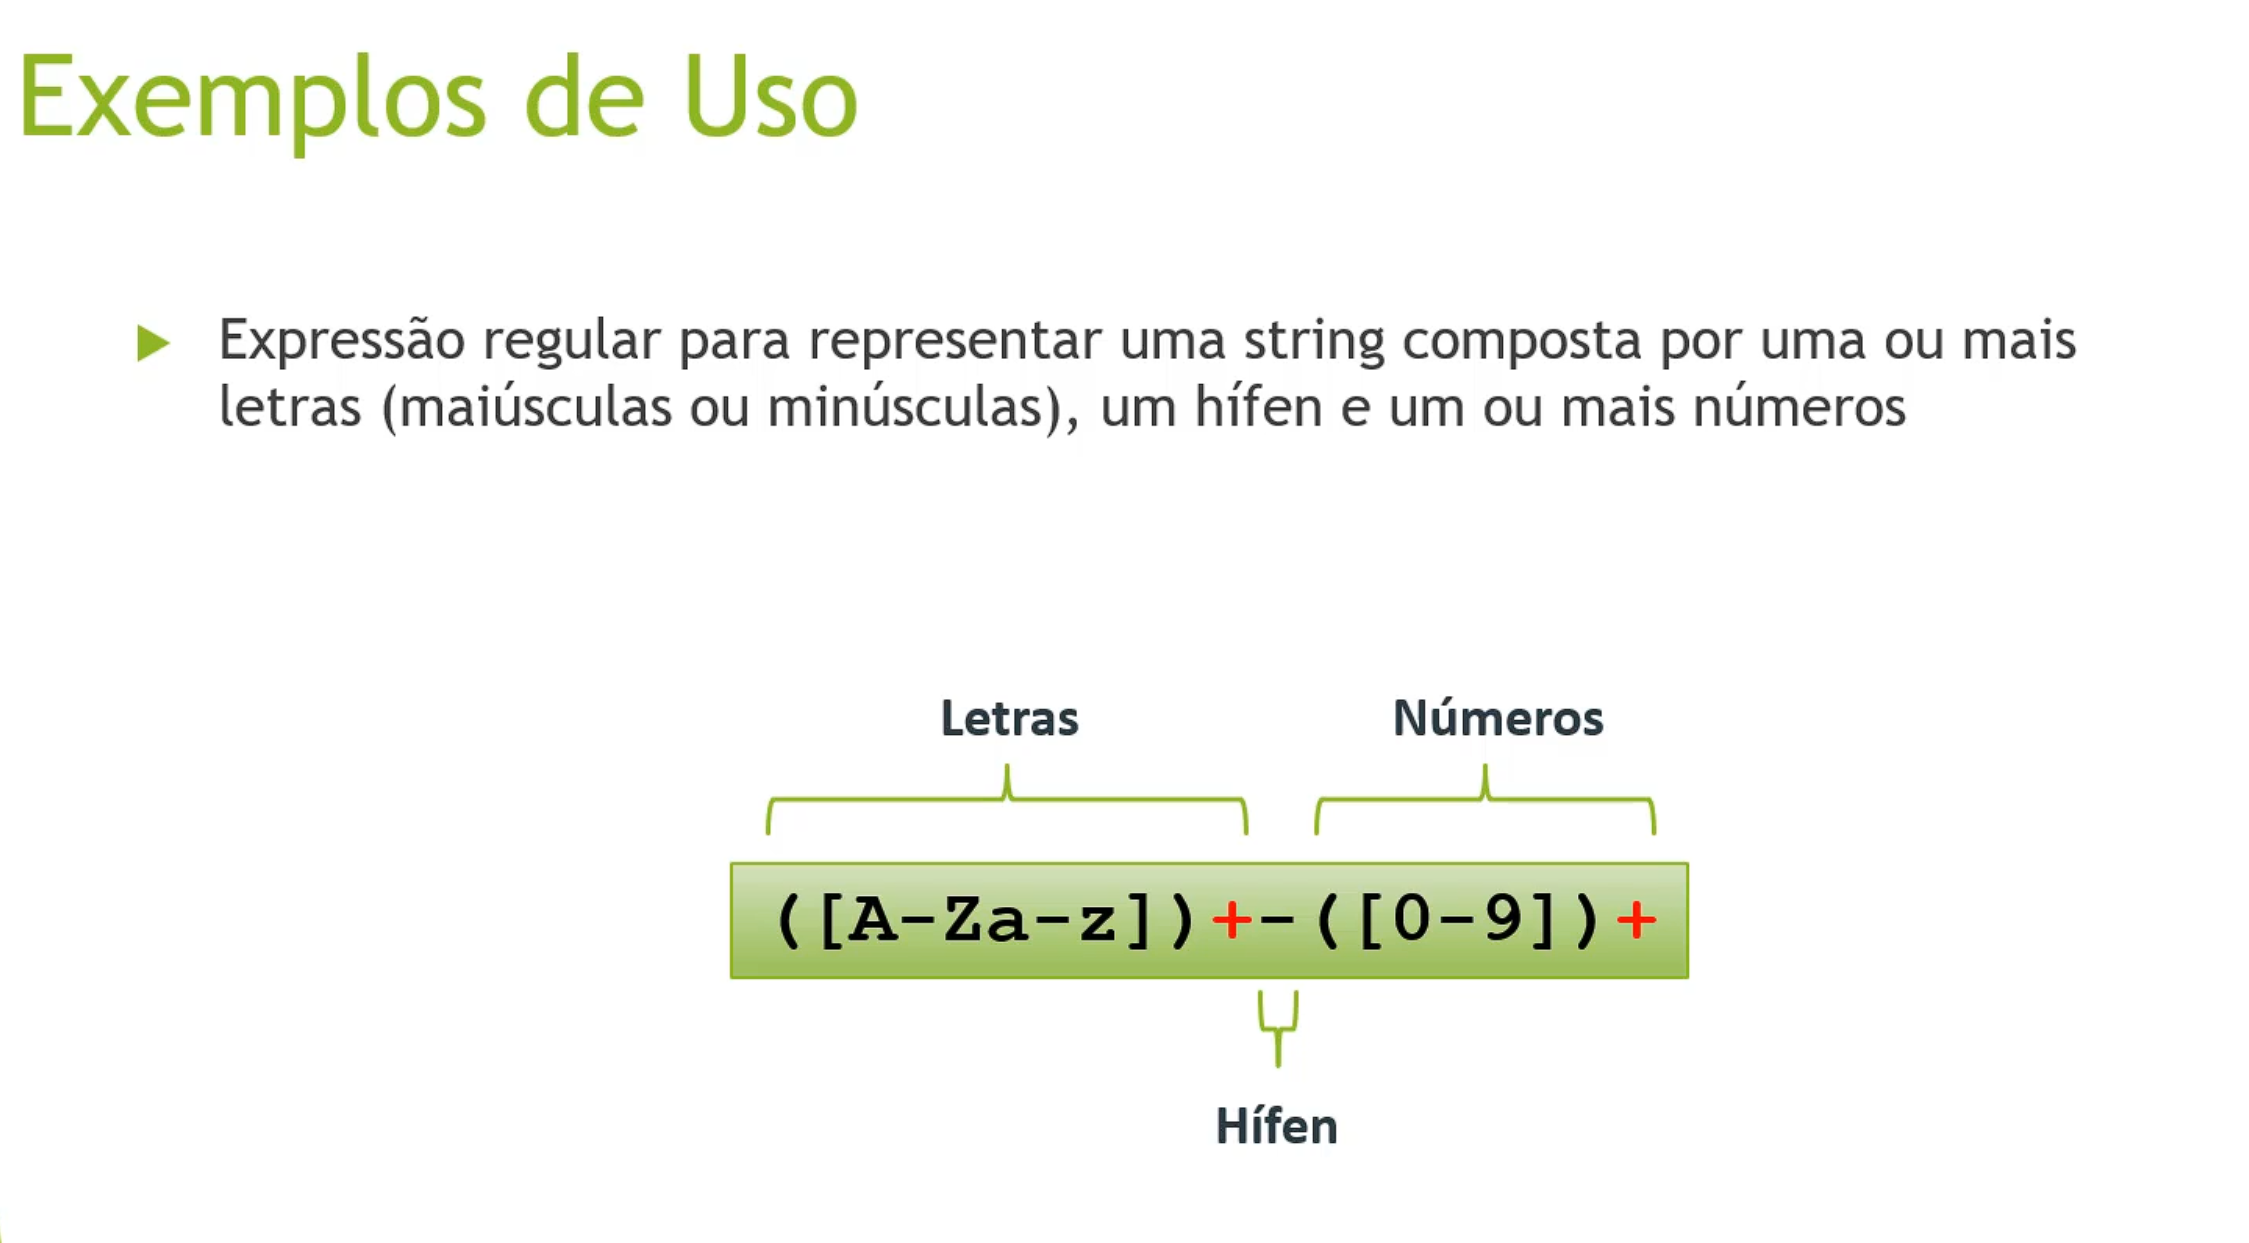 Exemplos de Uso
Expressão regular para representar uma string composta por uma ou mais
letras (maiúsculas ou minúsculas), um hífen e um ou mais números
Letras
Números
([A-Za-z])+-([0-9])+
Hífen